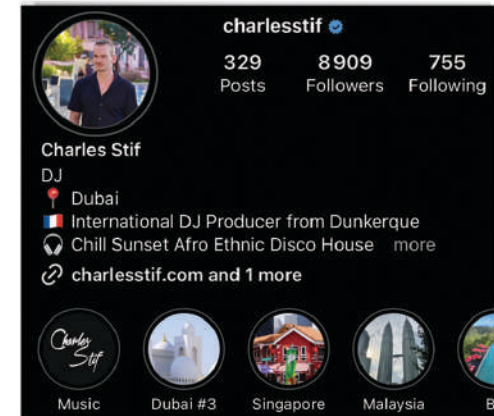 charlesstif
329 8909 755
Posts Followers Following
Charles Stif
DJ
Dubai
International DJ Producer from Dunkerque
Chill Sunset Afro Ethnic Disco House more
charlesstif.com and 1 more
Charles
Stif
Music Dubai #3 Singapore Malaysia B